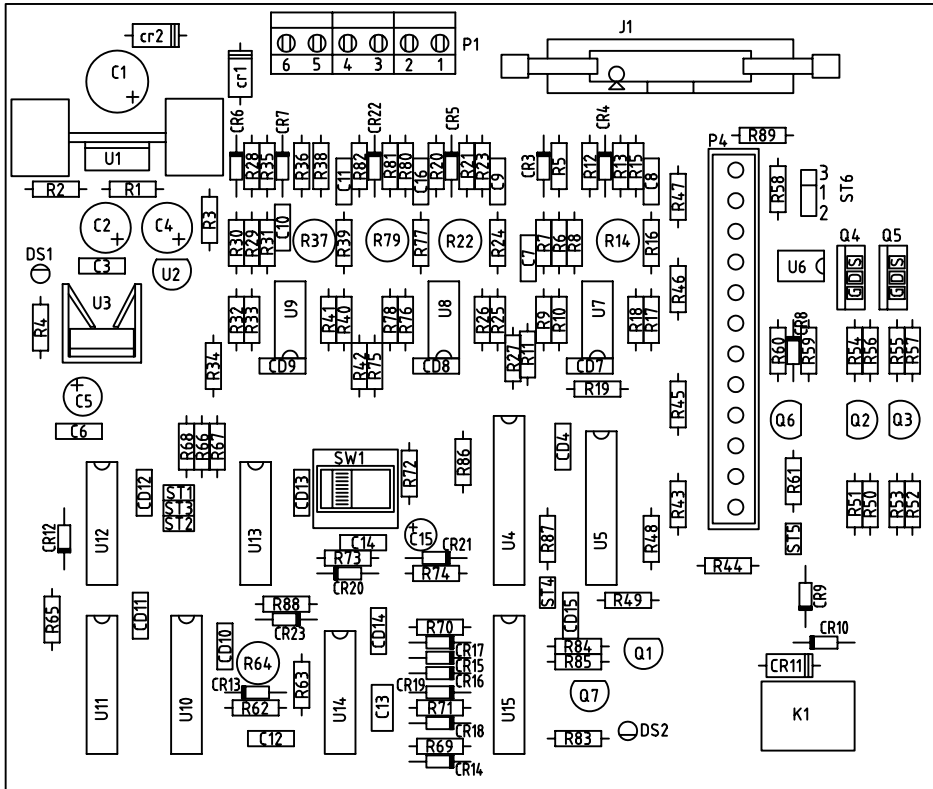 cr2
P1
J1
C1
cr1
6 5 4 3 2 1
CR6
CR7
CR22
CR5
CR3
CR4
P4
R89
U1
R28
R35
R36
R38
C11
R82
R81
R80
C16
R20
R21
R23
C9
R5
R12
R13
R15
C8
R47
R58
3
1
2
ST6
R2
R1
C2
C4
R3
R30
R29
R31
C10
R37
R39
R79
R77
R22
R24
C7
R7
R6
R8
R14
R16
Q4
Q5
DS1
C3
U2
U6
G D S
G D S
U3
R4
R32
R33
U9
R41
R40
R78
R76
U8
R26
R25
R9
R10
U7
R18
R17
R46
CR8
R60
R59
R54
R56
R55
R57
R34
CD9
R42
R75
CD8
R27
R11
CD7
R19
C5
C6
R45
Q6
Q2
Q3
R68
R66
R67
SW1
R72
R86
CD4
CD12
ST1
ST3
ST2
CD13
R61
CR12
U12
U13
C14
C15
U4
R87
U5
R48
R43
R51
R50
R53
R52
ST5
R73
CR21
CR20
R74
R44
R65
CD11
R88
CR23
CD14
ST4
CD15
R49
CR9
CD10
R64
R70
CR17
CR15
CR16
R84
R85
Q1
CR10
CR11
CR13
R62
R63
CR19
R71
CR18
Q7
U11
U10
U14
C13
U15
K1
C12
R69
CR14
R83
DS2